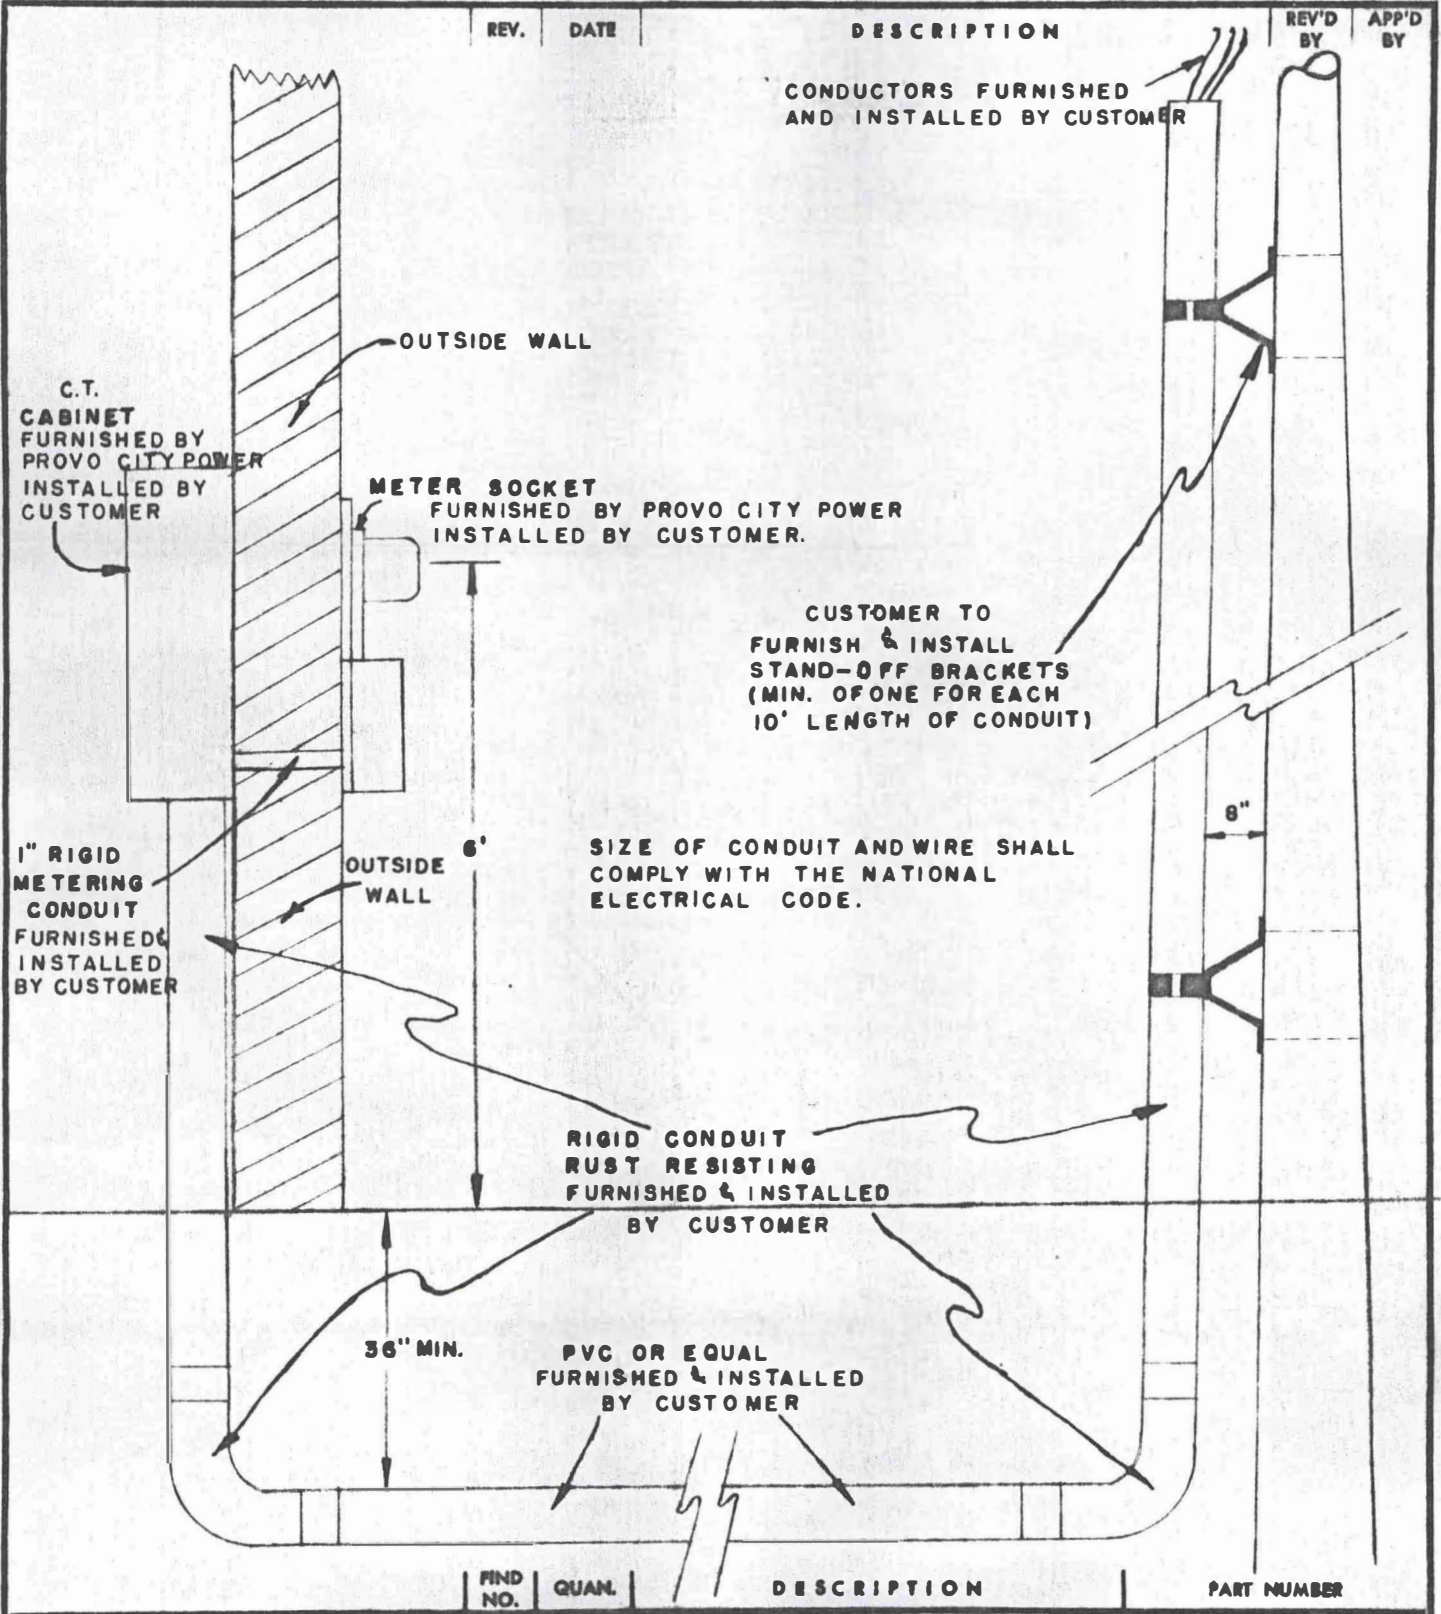 REV. DATE DESCRIPTION REV'D BY APP'D BY
CONDUCTORS FURNISHED
AND INSTALLED BY CUSTOMER
OUTSIDE WALL
C.T.
CABINET
FURNISHED BY
PROVO CITY POWER
INSTALLED BY
CUSTOMER
METER SOCKET
FURNISHED BY PROVO CITY POWER
INSTALLED BY CUSTOMER.
CUSTOMER TO
FURNISH & INSTALL
STAND-OFF BRACKETS
(MIN. OF ONE FOR EACH
10' LENGTH OF CONDUIT)
8"
6'
SIZE OF CONDUIT AND WIRE SHALL
COMPLY WITH THE NATIONAL
ELECTRICAL CODE.
1" RIGID
METERING
CONDUIT
FURNISHED &
INSTALLED
BY CUSTOMER
OUTSIDE
WALL
RIGID CONDUIT
RUST RESISTING
FURNISHED & INSTALLED
BY CUSTOMER
36" MIN.
PVC OR EQUAL
FURNISHED & INSTALLED
BY CUSTOMER
FIND NO. QUAN. DESCRIPTION PART NUMBER